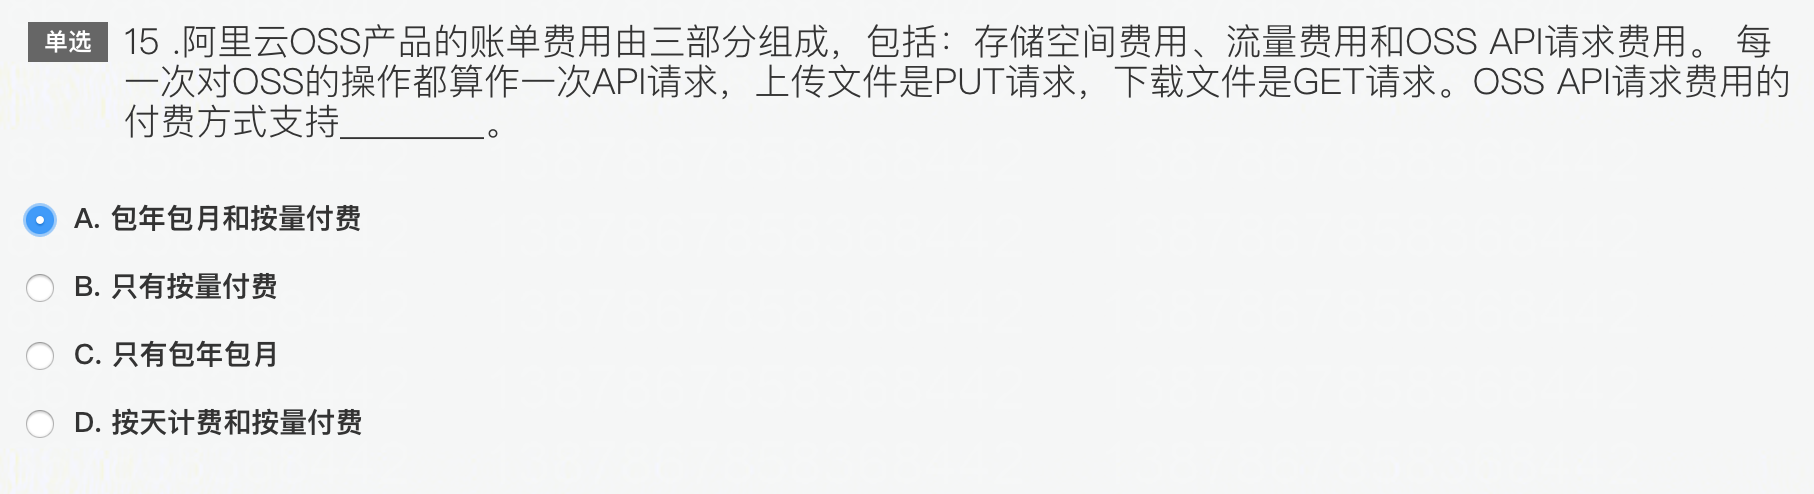 单选
15 .阿里云OSS产品的账单费用由三部分组成，包括：存储空间费用、流量费用和OSS API请求费用。 每
一次对OSS的操作都算作一次API请求，上传文件是PUT请求，下载文件是GET请求。OSS API请求费用的
付费方式支持________。
A. 包年包月和按量付费
B. 只有按量付费
C. 只有包年包月
D. 按天计费和按量付费